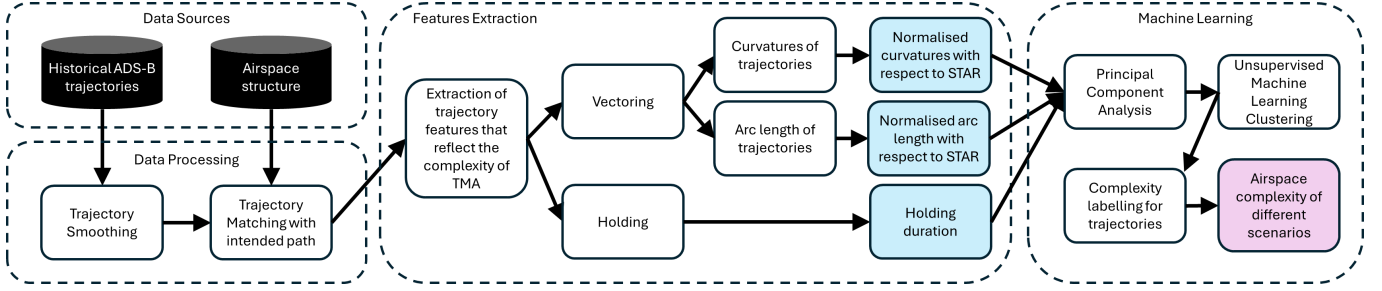 Data Sources
Historical ADS-B
trajectories
Airspace
structure
Data Processing
Trajectory
Smoothing
Trajectory
Matching with
intended path
Features Extraction
Extraction of
trajectory
features that
reflect the
complexity of
TMA
Vectoring
Holding
Curvatures of
trajectories
Arc length of
trajectories
Normalised
curvatures with
respect to STAR
Normalised arc
length with
respect to STAR
Holding
duration
Machine Learning
Principal
Component
Analysis
Unsupervised
Machine
Learning
Clustering
Complexity
labelling for
trajectories
Airspace
complexity of
different
scenarios